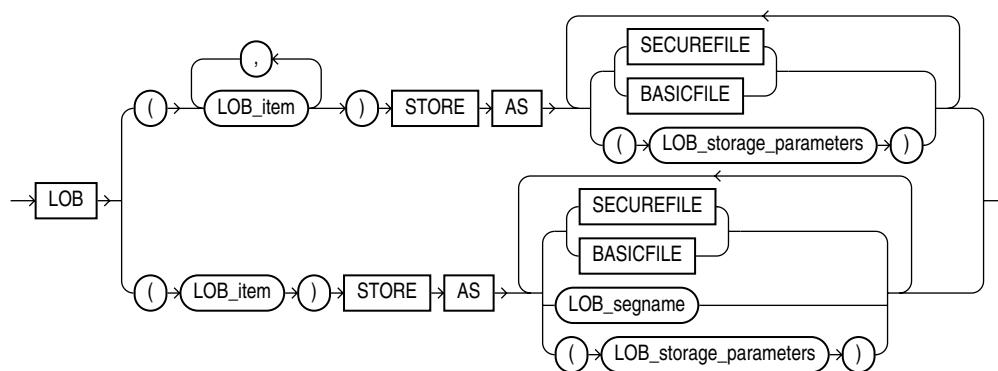 ,
SECUREFILE
BASICFILE
( LOB_item ) STORE AS
( LOB_storage_parameters )
LOB
SECUREFILE
BASICFILE
( LOB_item ) STORE AS
LOB_segname
( LOB_storage_parameters )